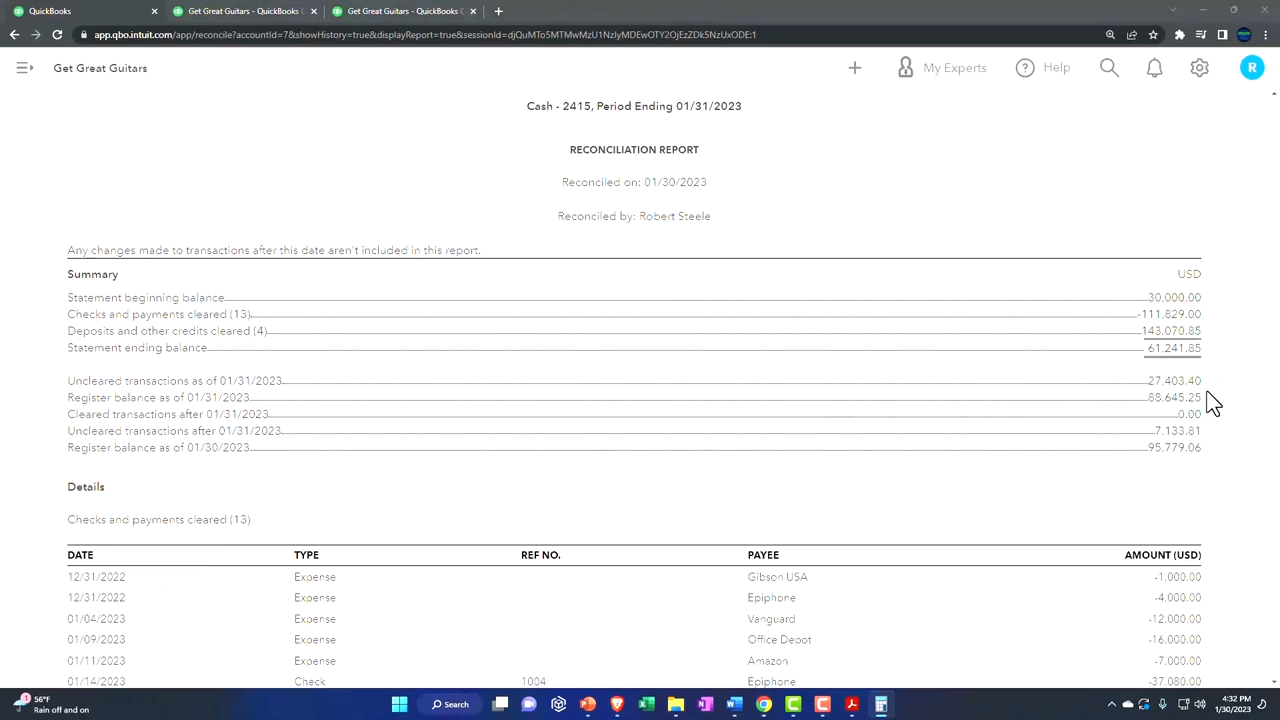 QuickBooks
Get Great Guitars - QuickBooks
Get Great Guitars - QuickBooks
app.qbo.intuit.com/app/reconcile?accountId=7&showHistory=true&displayReport=true&sessionId=djQuMTo5MTMwMzU1NzIyMDEwOTY2OjEzZDk5NzUxODE:1
Get Great Guitars
My Experts
Help
R
Cash - 2415, Period Ending 01/31/2023
RECONCILIATION REPORT
Reconciled on: 01/30/2023
Reconciled by: Robert Steele
Any changes made to transactions after this date aren't included in this report.
Summary USD
Statement beginning balance 30,000.00
Checks and payments cleared (13) -111,829.00
Deposits and other credits cleared (4) 143,070.85
Statement ending balance 61,241.85
Uncleared transactions as of 01/31/2023 27,403.40
Register balance as of 01/31/2023 88,645.25
Cleared transactions after 01/31/2023 0.00
Uncleared transactions after 01/31/2023 7,133.81
Register balance as of 01/30/2023 95,779.06
Details
Checks and payments cleared (13)
DATE TYPE REF NO. PAYEE AMOUNT (USD)
12/31/2022 Expense Gibson USA -1,000.00
12/31/2022 Expense Epiphone -4,000.00
01/04/2023 Expense Vanguard -12,000.00
01/09/2023 Expense Office Depot -16,000.00
01/11/2023 Expense Amazon -7,000.00
01/14/2023 Check 1004 Epiphone -37,080.00
1
56°F
Rain off and on
Search
4:32 PM
1/30/2023